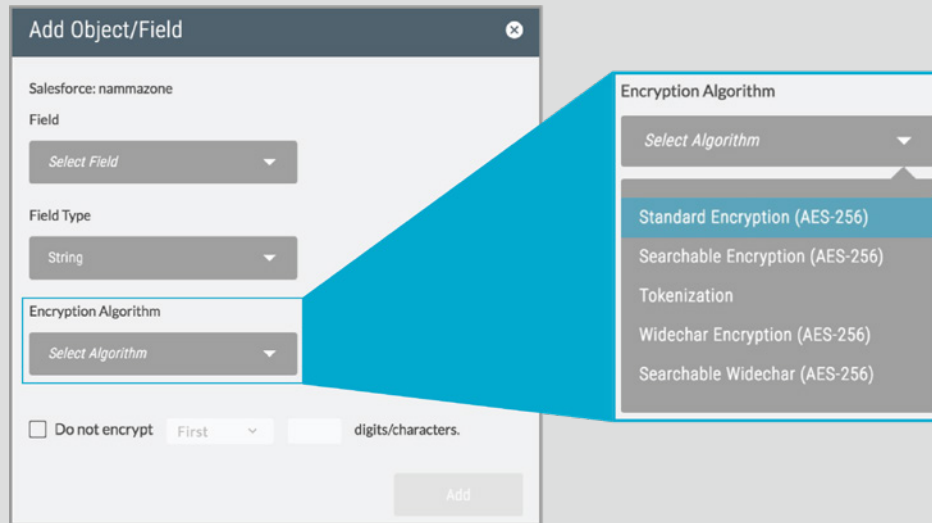 Add Object/Field
Salesforce: nammazone
Field
Select Field
Field Type
String
Encryption Algorithm
Select Algorithm
Do not encrypt First digits/characters.
Add
Encryption Algorithm
Select Algorithm
Standard Encryption (AES-256)
Searchable Encryption (AES-256)
Tokenization
Widechar Encryption (AES-256)
Searchable Widechar (AES-256)